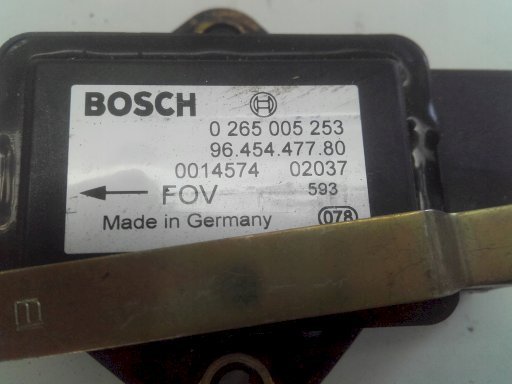 BOSCH
0 265 005 253
96.454.477.80
0014574 02037
FOV 593
Made in Germany 078
m